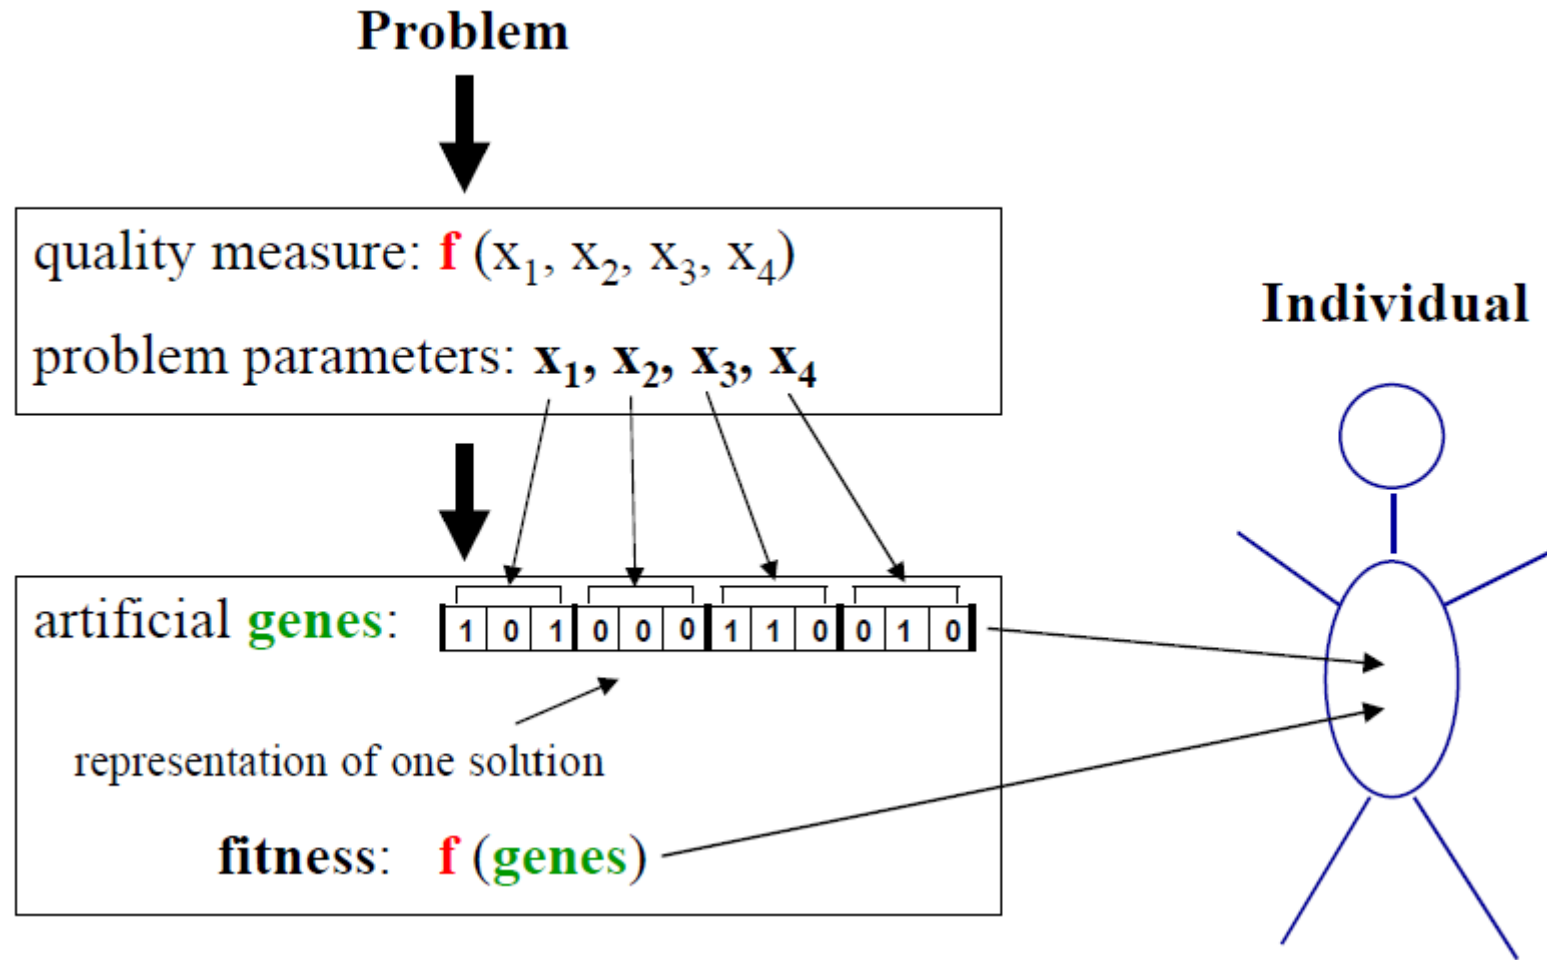 Problem
quality measure: f (x₁, x₂, x₃, x₄)
Individual
problem parameters: x₁, x₂, x₃, x₄
artificial genes: 1 0 1 0 0 0 1 1 0 0 1 0
representation of one solution
fitness: f (genes)